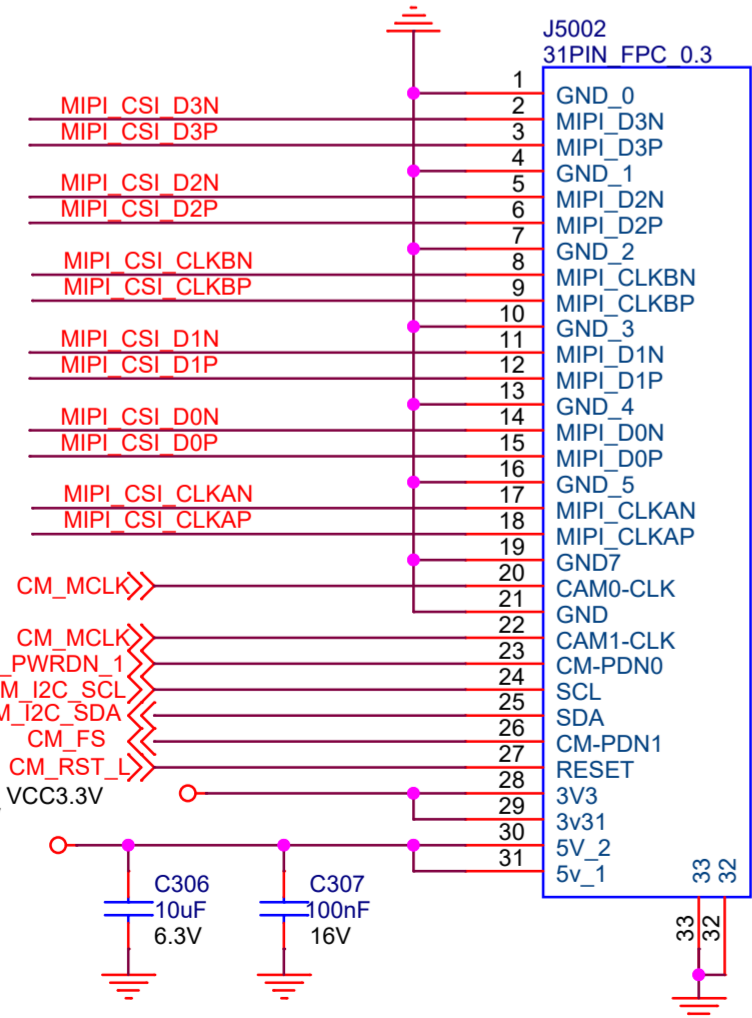 J5002
31PIN_FPC_0.3
1 GND_0
MIPI_CSI_D3N 2 MIPI_D3N
MIPI_CSI_D3P 3 MIPI_D3P
4 GND_1
MIPI_CSI_D2N 5 MIPI_D2N
MIPI_CSI_D2P 6 MIPI_D2P
7 GND_2
MIPI_CSI_CLKBN 8 MIPI_CLKBN
MIPI_CSI_CLKBP 9 MIPI_CLKBP
10 GND_3
MIPI_CSI_D1N 11 MIPI_D1N
MIPI_CSI_D1P 12 MIPI_D1P
13 GND_4
MIPI_CSI_D0N 14 MIPI_D0N
MIPI_CSI_D0P 15 MIPI_D0P
16 GND_5
MIPI_CSI_CLKAN 17 MIPI_CLKAN
MIPI_CSI_CLKAP 18 MIPI_CLKAP
19 GND7
CM_MCLK 20 CAM0-CLK
21 GND
CM_MCLK 22 CAM1-CLK
_PWRDN_1 23 CM-PDN0
M_I2C_SCL 24 SCL
M_I2C_SDA 25 SDA
CM_FS 26 CM-PDN1
CM_RST_L 27 RESET
VCC3.3V 28 3V3
29 3v31
30 5V_2
31 5v_1
C306 C307 33 32
10uF 100nF 33 32
6.3V 16V